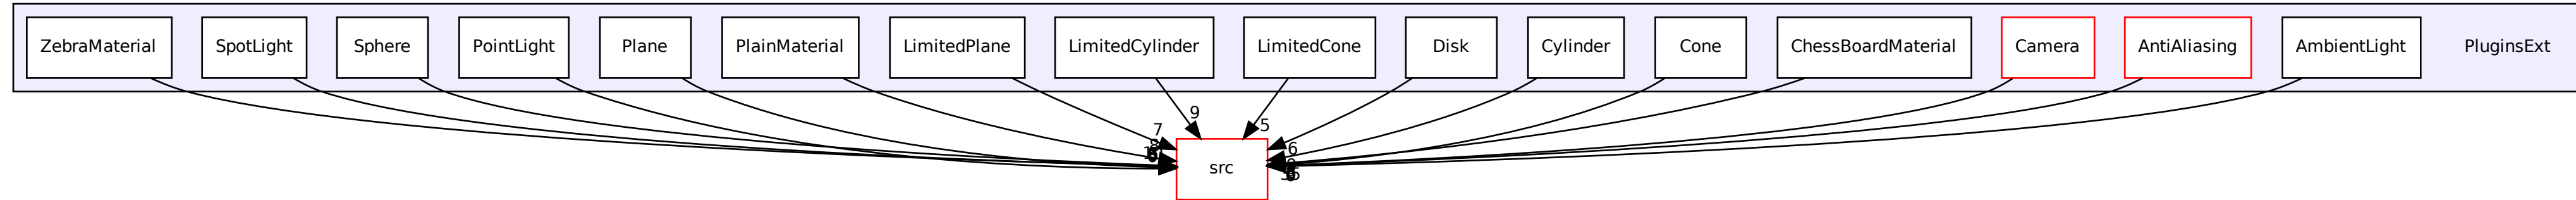 ZebraMaterial
SpotLight
Sphere
PointLight
Plane
PlainMaterial
LimitedPlane
LimitedCylinder
LimitedCone
Disk
Cylinder
Cone
ChessBoardMaterial
Camera
AntiAliasing
AmbientLight
PluginsExt
9
5
7
6
src